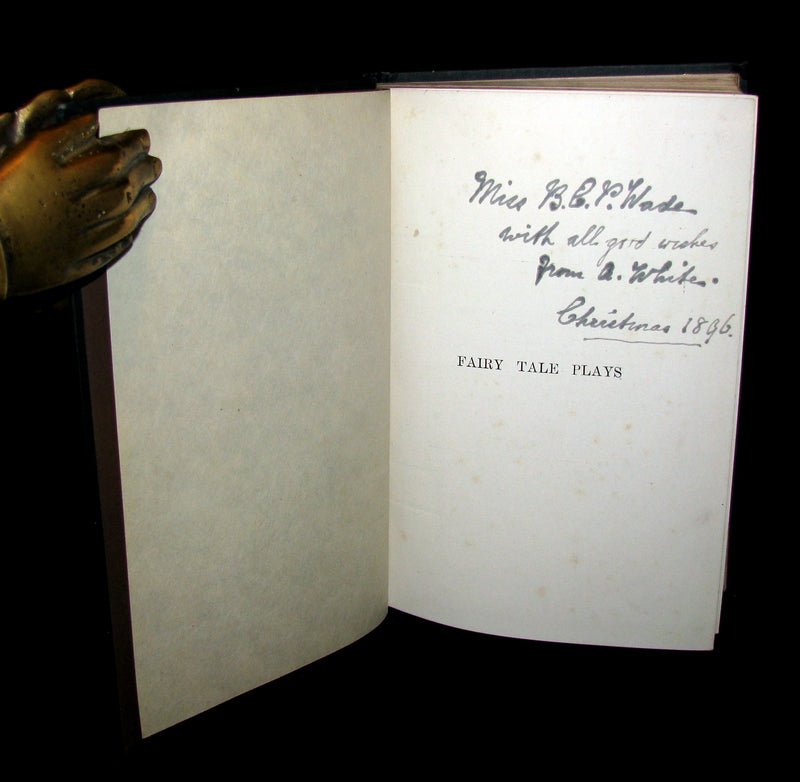 Miss B.C.P. Wade
with all good wishes
from A. White.
Christmas 1896.
FAIRY TALE PLAYS